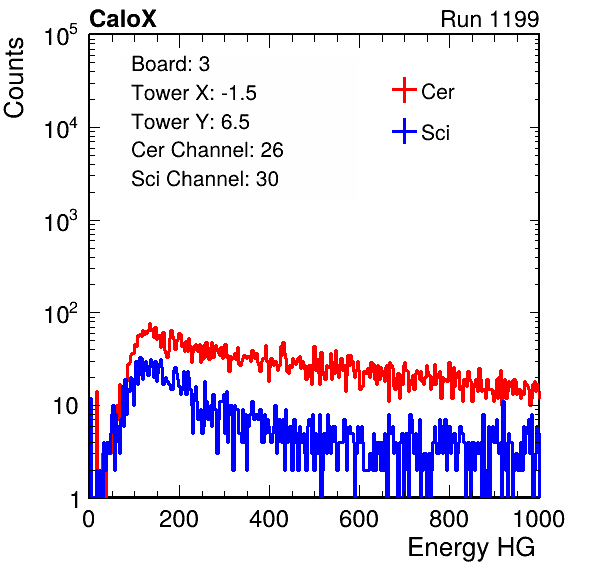 CaloX Run 1199
Counts
10^5
10^4
10^3
10^2
10
1
Board: 3
Tower X: -1.5
Tower Y: 6.5
Cer Channel: 26
Sci Channel: 30
Cer
Sci
0 200 400 600 800 1000
Energy HG